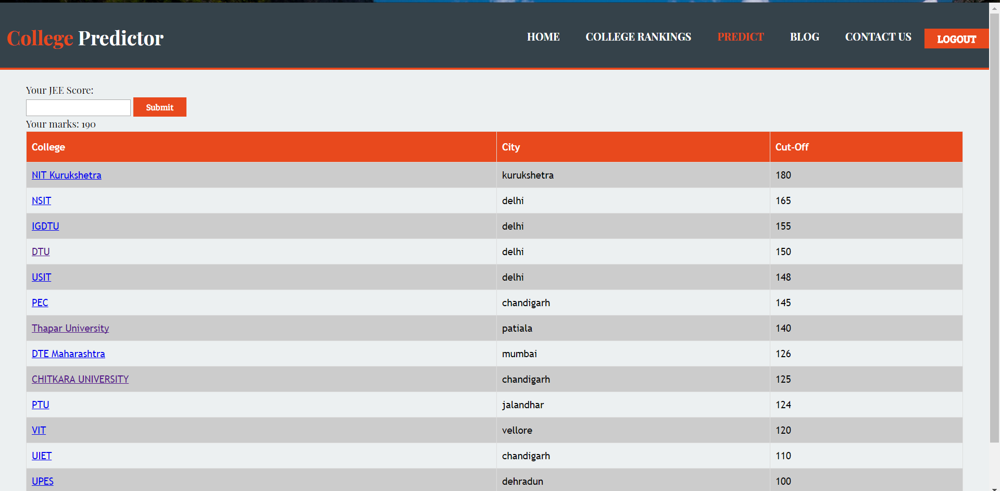 College Predictor
HOME COLLEGE RANKINGS PREDICT BLOG CONTACT US LOGOUT
Your JEE Score:
Submit
Your marks: 190
College City Cut-Off
NIT Kurukshetra kurukshetra 180
NSIT delhi 165
IGDTU delhi 155
DTU delhi 150
USIT delhi 148
PEC chandigarh 145
Thapar University patiala 140
DTE Maharashtra mumbai 126
CHITKARA UNIVERSITY chandigarh 125
PTU jalandhar 124
VIT vellore 120
UIET chandigarh 110
UPES dehradun 100